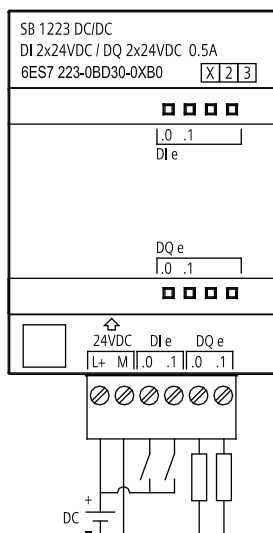 SB 1223 DC/DC
DI 2x24VDC / DQ 2x24VDC 0.5A
6ES7 223-0BD30-0XB0 X 2 3
.0 .1
DI e
DQ e
.0 .1
24VDC DI e DQ e
L+ M .0 .1 .0 .1
+
DC
-